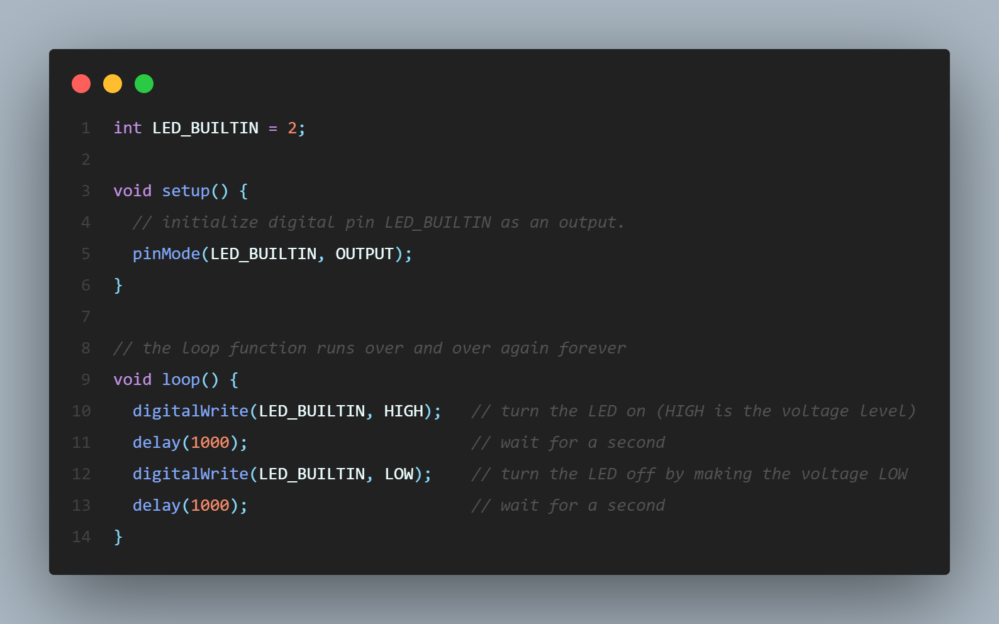 1 int LED_BUILTIN = 2;
2
3 void setup() {
4   // initialize digital pin LED_BUILTIN as an output.
5   pinMode(LED_BUILTIN, OUTPUT);
6 }
7
8 // the loop function runs over and over again forever
9 void loop() {
10   digitalWrite(LED_BUILTIN, HIGH);   // turn the LED on (HIGH is the voltage level)
11   delay(1000);                       // wait for a second
12   digitalWrite(LED_BUILTIN, LOW);    // turn the LED off by making the voltage LOW
13   delay(1000);                       // wait for a second
14 }